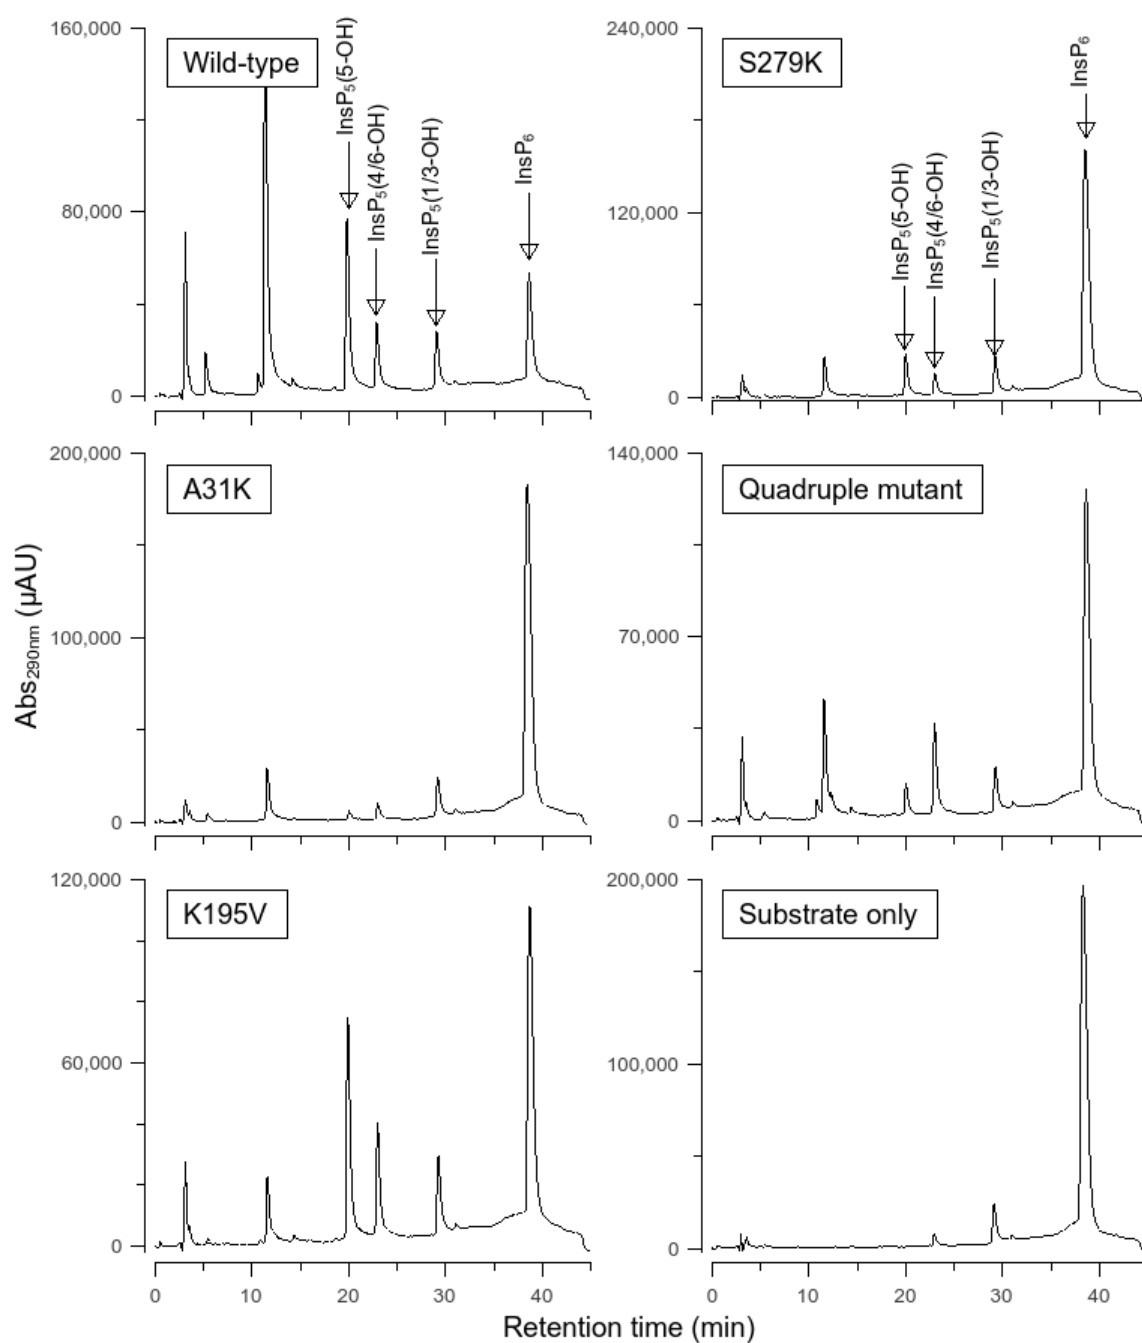 Wild-type
160,000
80,000
0
InsP₅(5-OH)
InsP₅(4/6-OH)
InsP₅(1/3-OH)
InsP₆
S279K
240,000
120,000
0
InsP₅(5-OH)
InsP₅(4/6-OH)
InsP₅(1/3-OH)
InsP₆
A31K
200,000
100,000
0
Quadruple mutant
140,000
70,000
0
Abs₂₉₀ₙₘ (µAU)
K195V
120,000
60,000
0
0 10 20 30 40
Substrate only
200,000
100,000
0
0 10 20 30 40
Retention time (min)